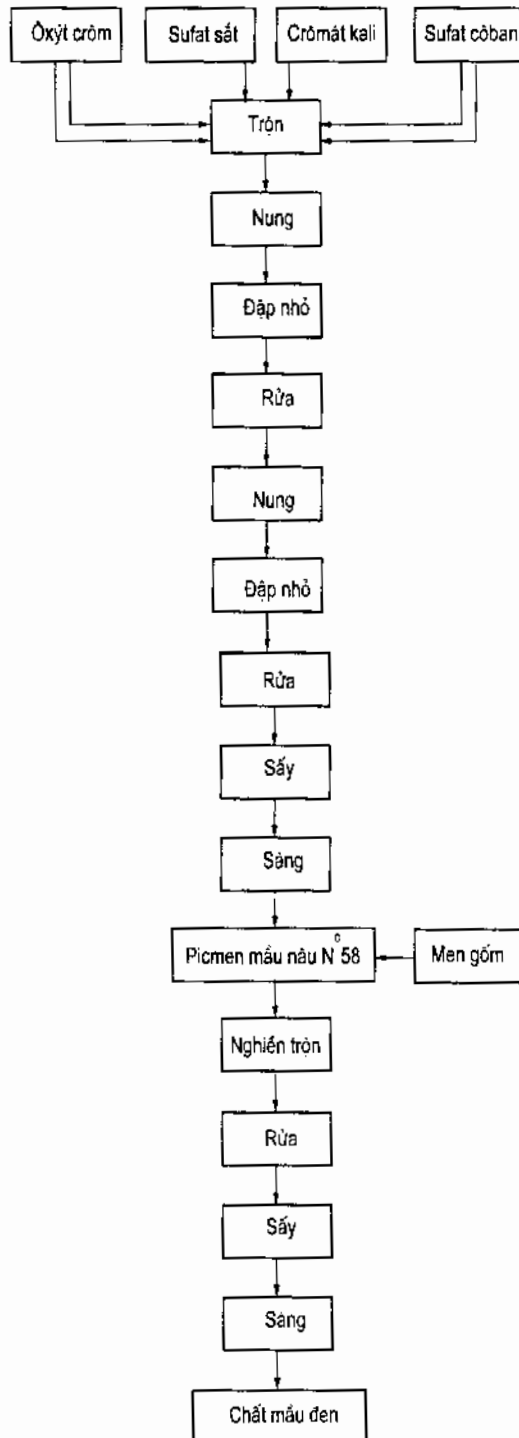 Ôxýt crôm
Sufat sắt
Crômát kali
Sufat côban
Trộn
Nung
Đập nhỏ
Rửa
Nung
Đập nhỏ
Rửa
Sấy
Sàng
Picmen mầu nâu N° 58
Men gốm
Nghiền trộn
Rửa
Sấy
Sàng
Chất mầu đen